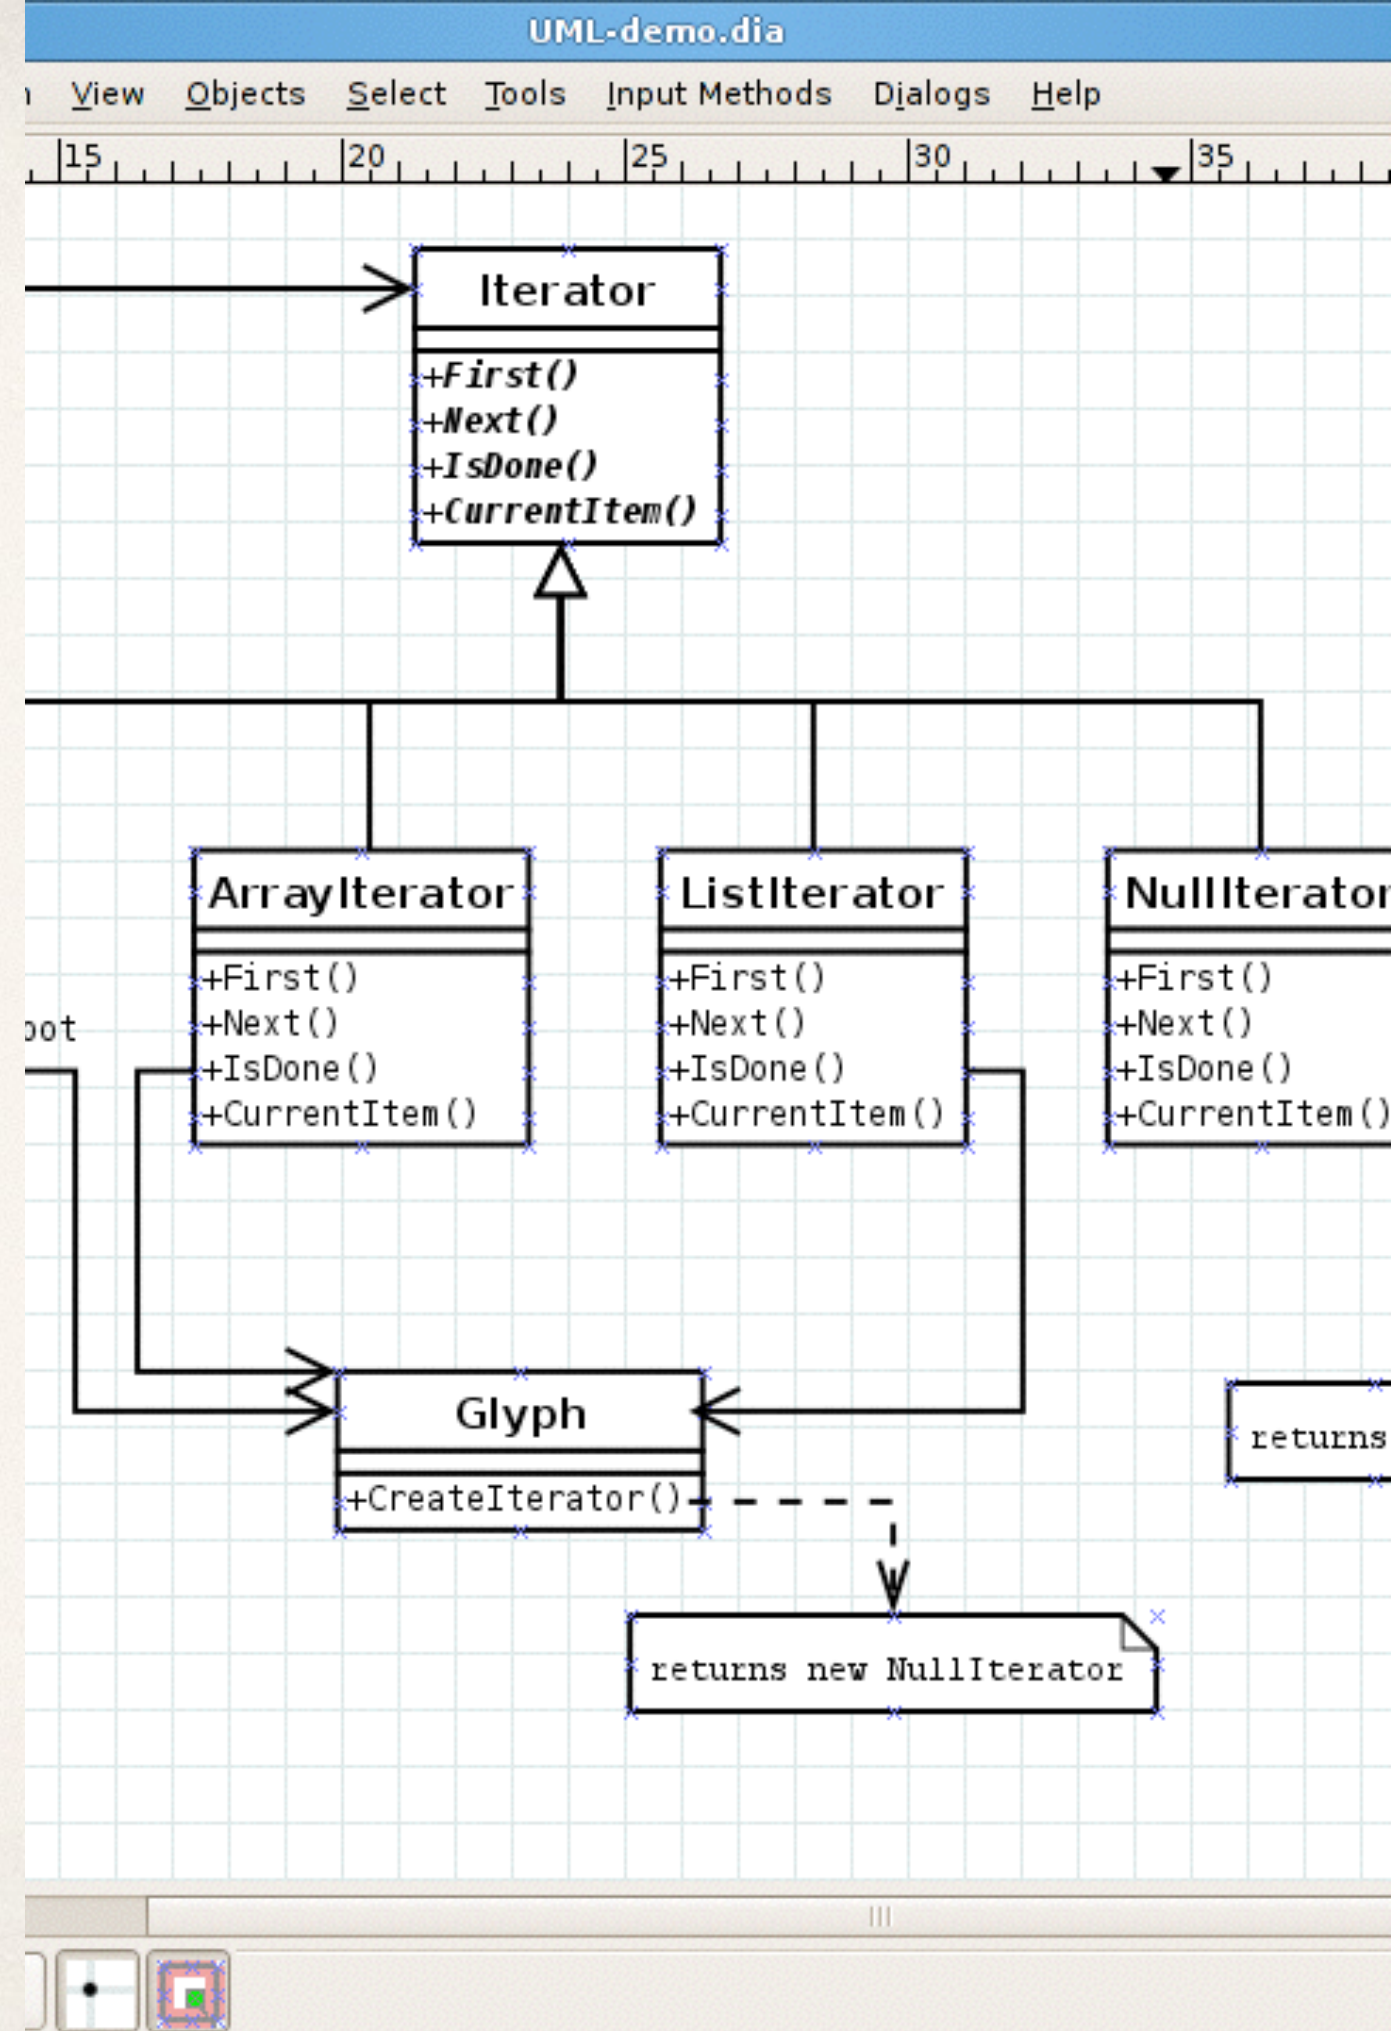 UML-demo.dia
View Objects Select Tools Input Methods Dialogs Help
15 20 25 30 35
Iterator
+First()
+Next()
+IsDone()
+CurrentItem()
ArrayIterator
+First()
+Next()
+IsDone()
+CurrentItem()
ListIterator
+First()
+Next()
+IsDone()
+CurrentItem()
NullIterator
+First()
+Next()
+IsDone()
+CurrentItem()
Glyph
+CreateIterator()
returns
returns new NullIterator